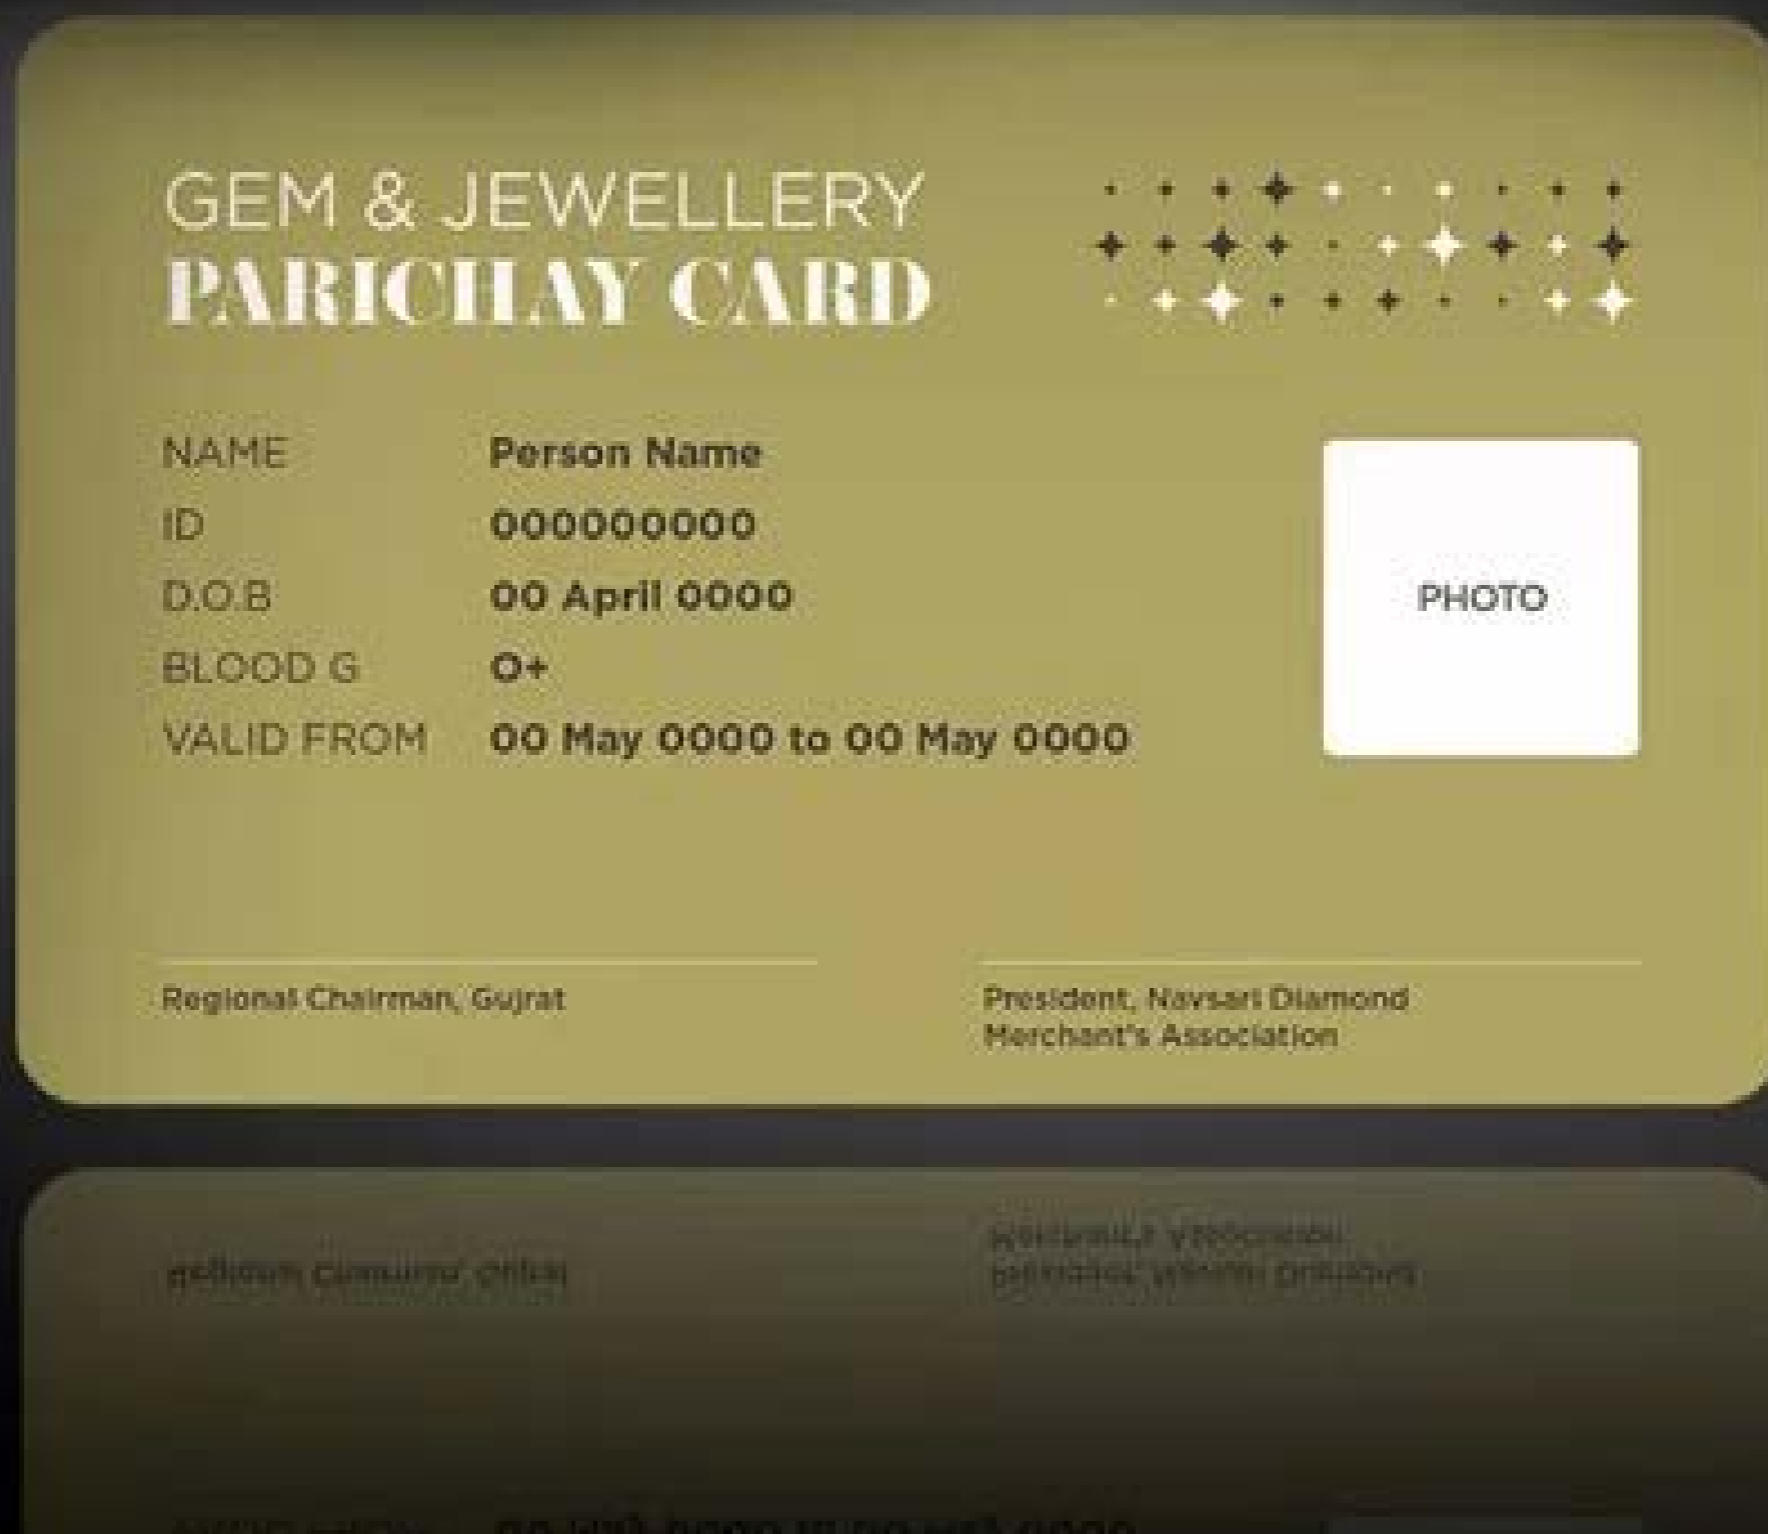 GEM & JEWELLERY
PARICHAY CARD
NAME Person Name
ID 000000000
D.O.B 00 April 0000
BLOOD G O+
VALID FROM 00 May 0000 to 00 May 0000
PHOTO
Regional Chairman, Gujrat
President, Navsari Diamond
Merchant's Association